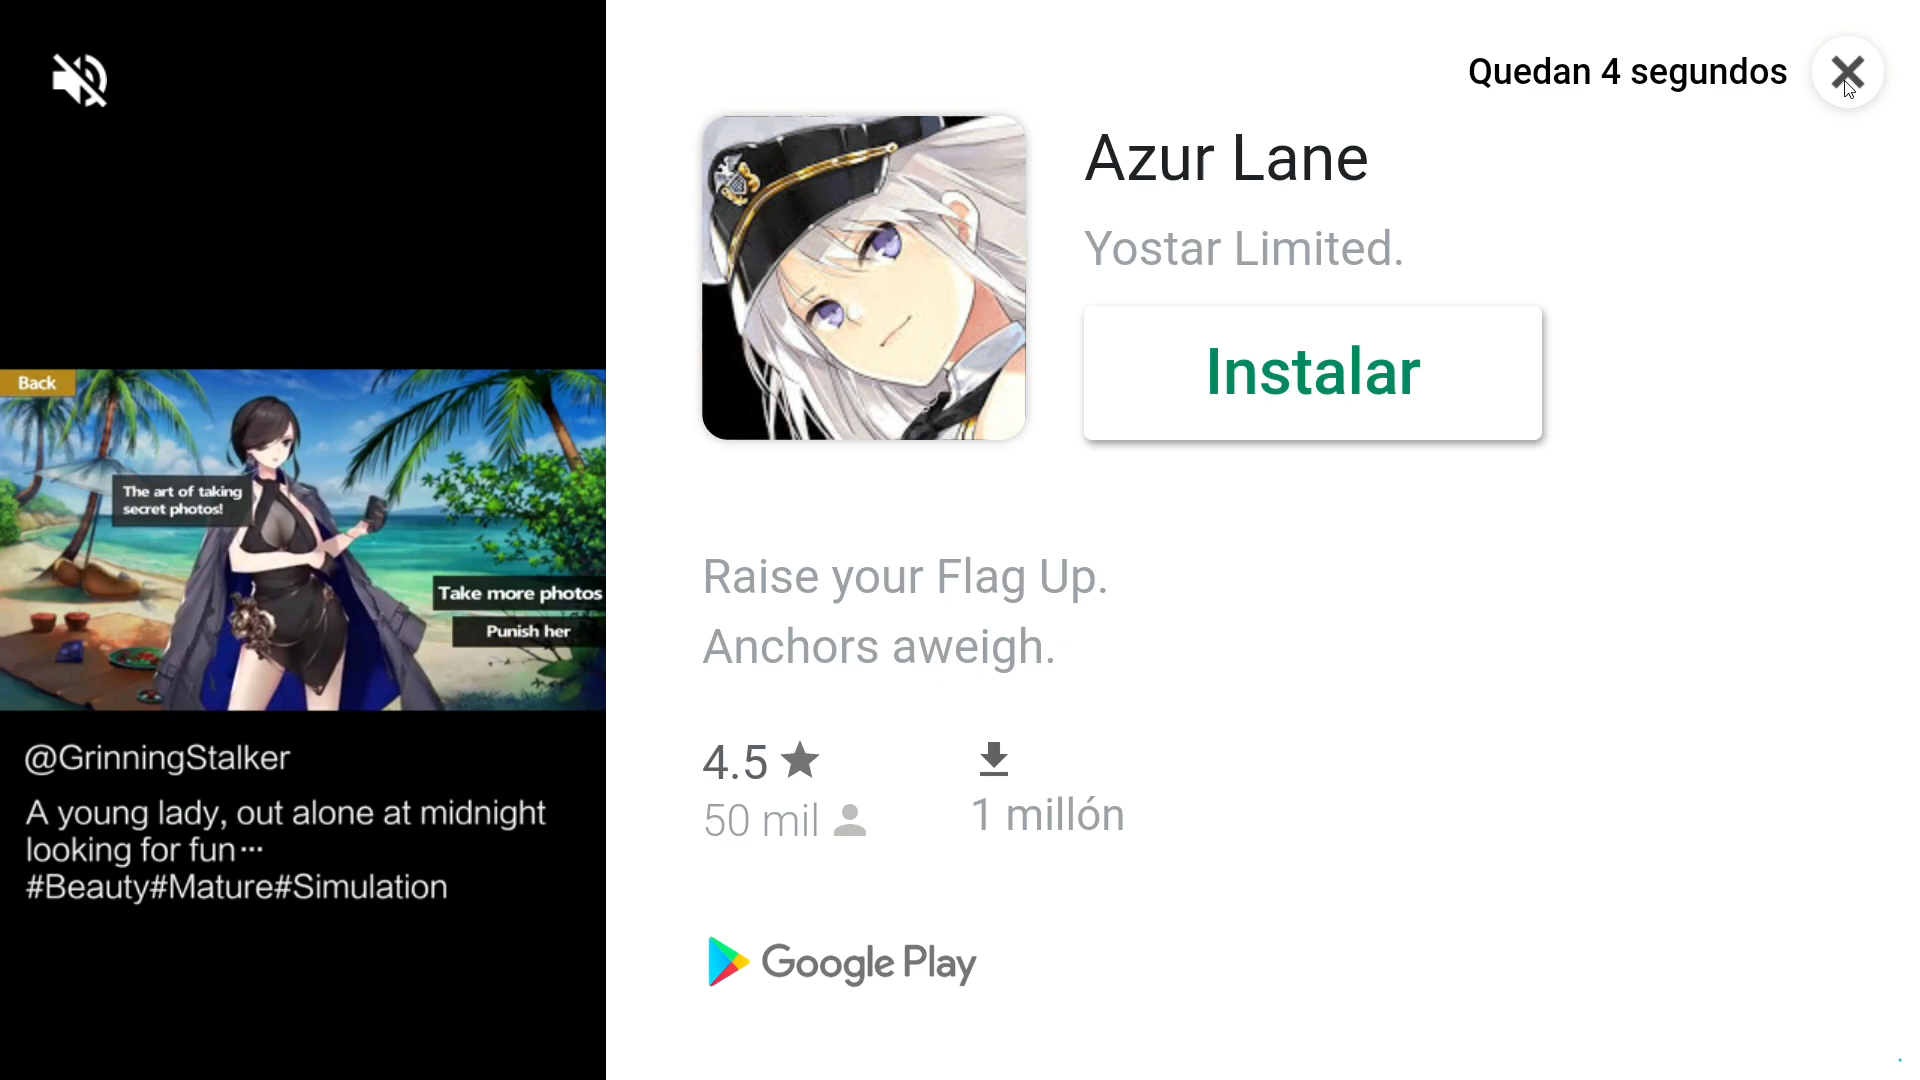 Quedan 4 segundos
Azur Lane
Yostar Limited.
Instalar
Back
The art of taking
secret photos!
Take more photos
Punish her
Raise your Flag Up.
Anchors aweigh.
@GrinningStalker
A young lady, out alone at midnight
looking for fun···
#Beauty#Mature#Simulation
4.5
50 mil
1 millón
Google Play